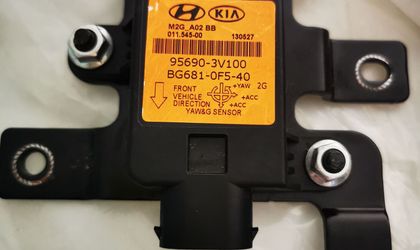 HYUNDAI KIA
M2G_A02 BB
011.545-00 130527
95690-3V100
BG681-0F5-40
FRONT +YAW 2G
VEHICLE +ACC
DIRECTION +ACC
YAW&G SENSOR